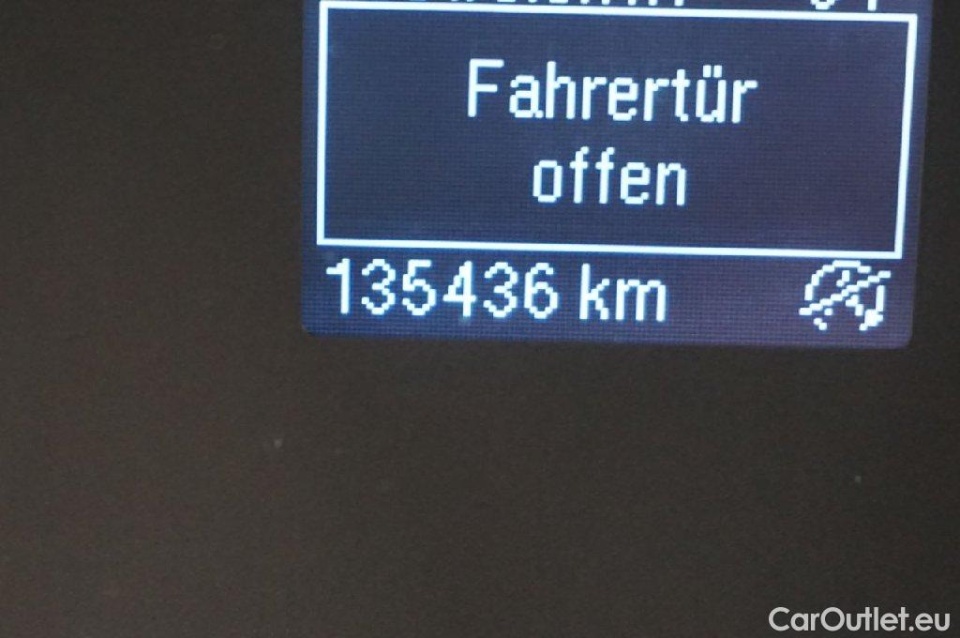 Fahrertür
offen
135436 km
CarOutlet.eu